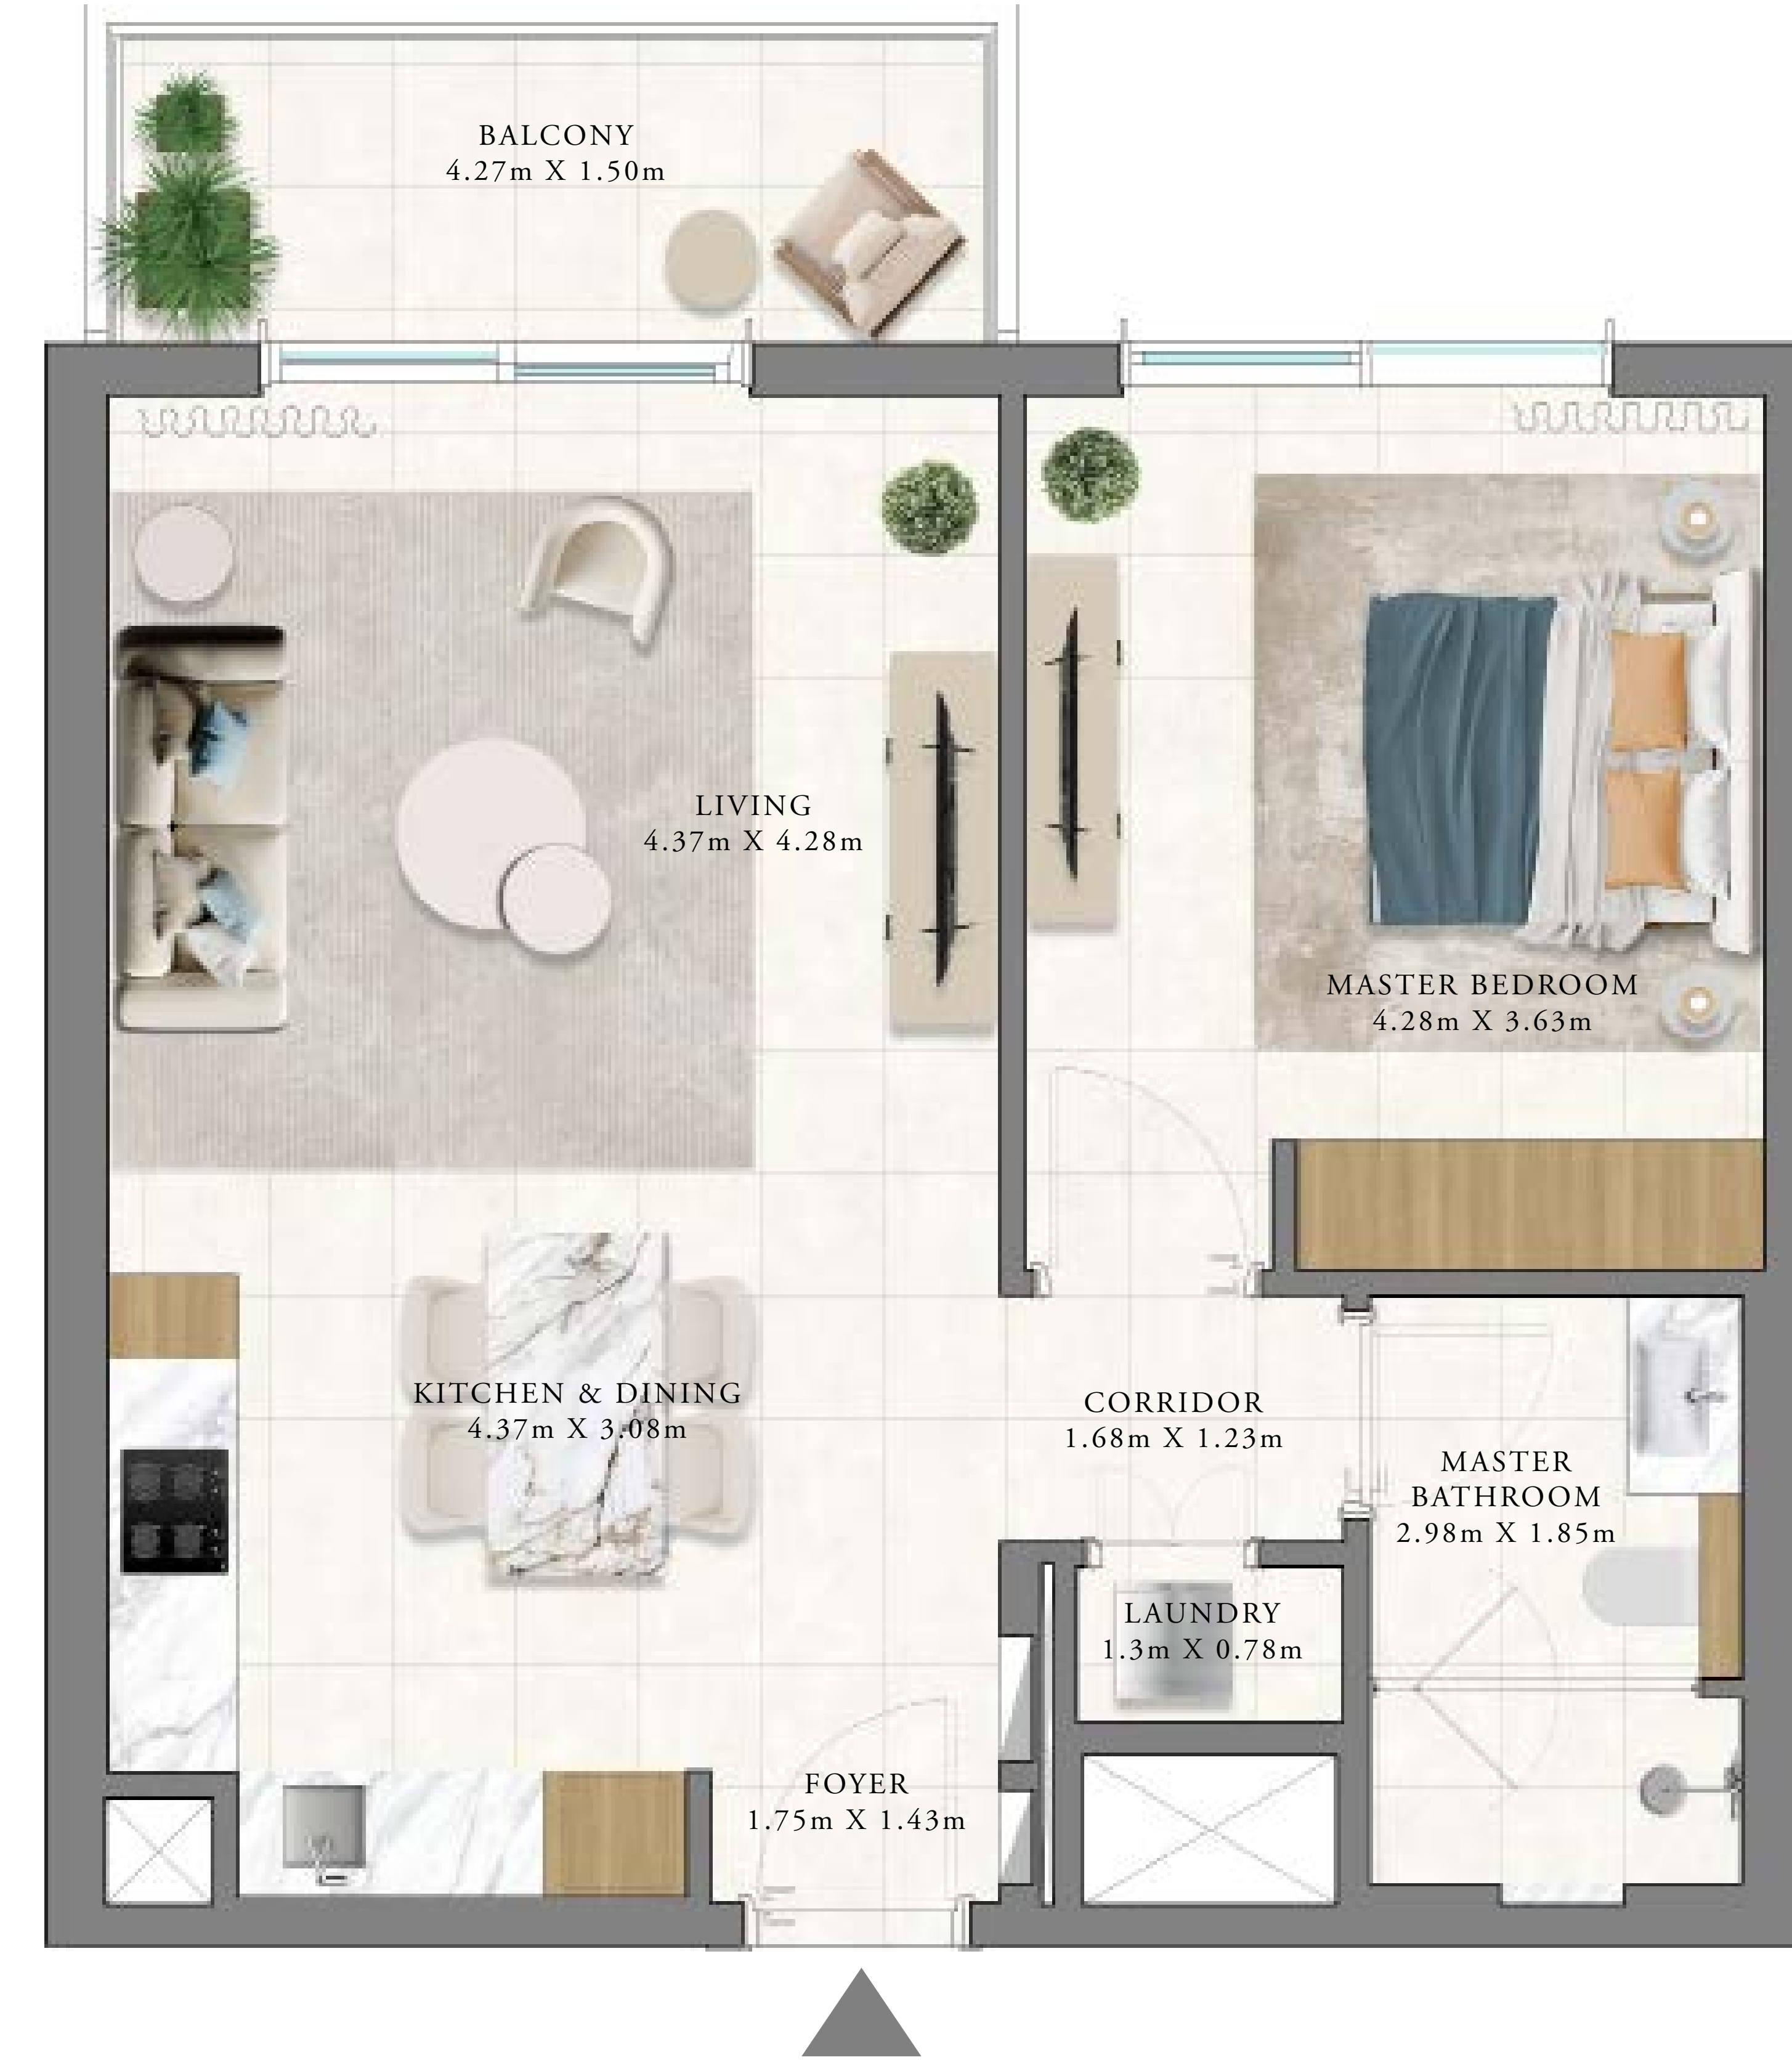 BALCONY
4.27m X 1.50m
LIVING
4.37m X 4.28m
MASTER BEDROOM
4.28m X 3.63m
KITCHEN & DINING
4.37m X 3.08m
CORRIDOR
1.68m X 1.23m
MASTER
BATHROOM
2.98m X 1.85m
LAUNDRY
1.3m X 0.78m
FOYER
1.75m X 1.43m